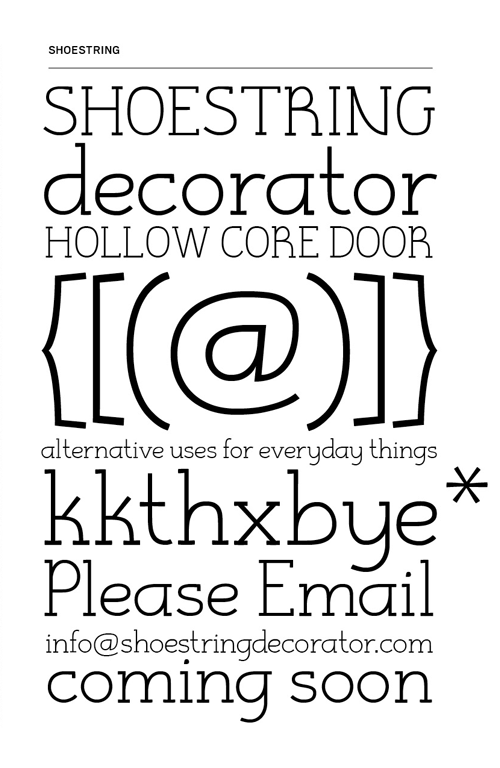 SHOESTRING
SHOESTRING
decorator
HOLLOW CORE DOOR
{[(@)]}
alternative uses for everyday things
kkthxbye*
Please Email
info@shoestringdecorator.com
coming soon